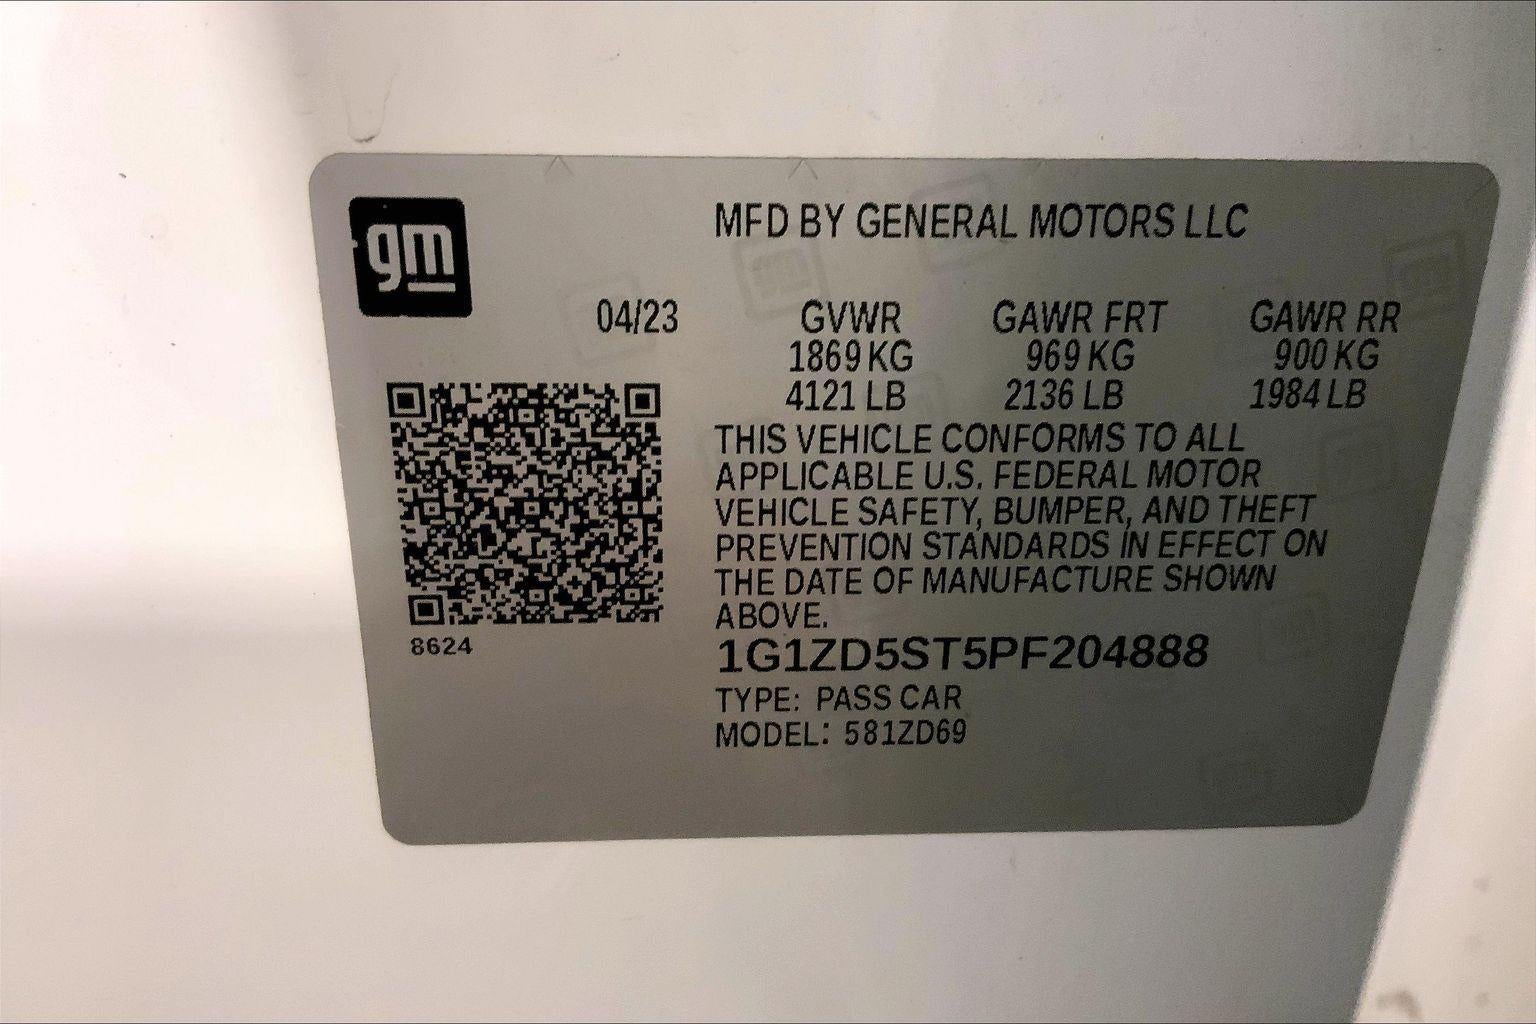 gm
MFD BY GENERAL MOTORS LLC
04/23 GVWR GAWR FRT GAWR RR
1869 KG 969 KG 900 KG
4121 LB 2136 LB 1984 LB
THIS VEHICLE CONFORMS TO ALL
APPLICABLE U.S. FEDERAL MOTOR
VEHICLE SAFETY, BUMPER, AND THEFT
PREVENTION STANDARDS IN EFFECT ON
THE DATE OF MANUFACTURE SHOWN
ABOVE.
8624
1G1ZD5ST5PF204888
TYPE: PASS CAR
MODEL: 581ZD69